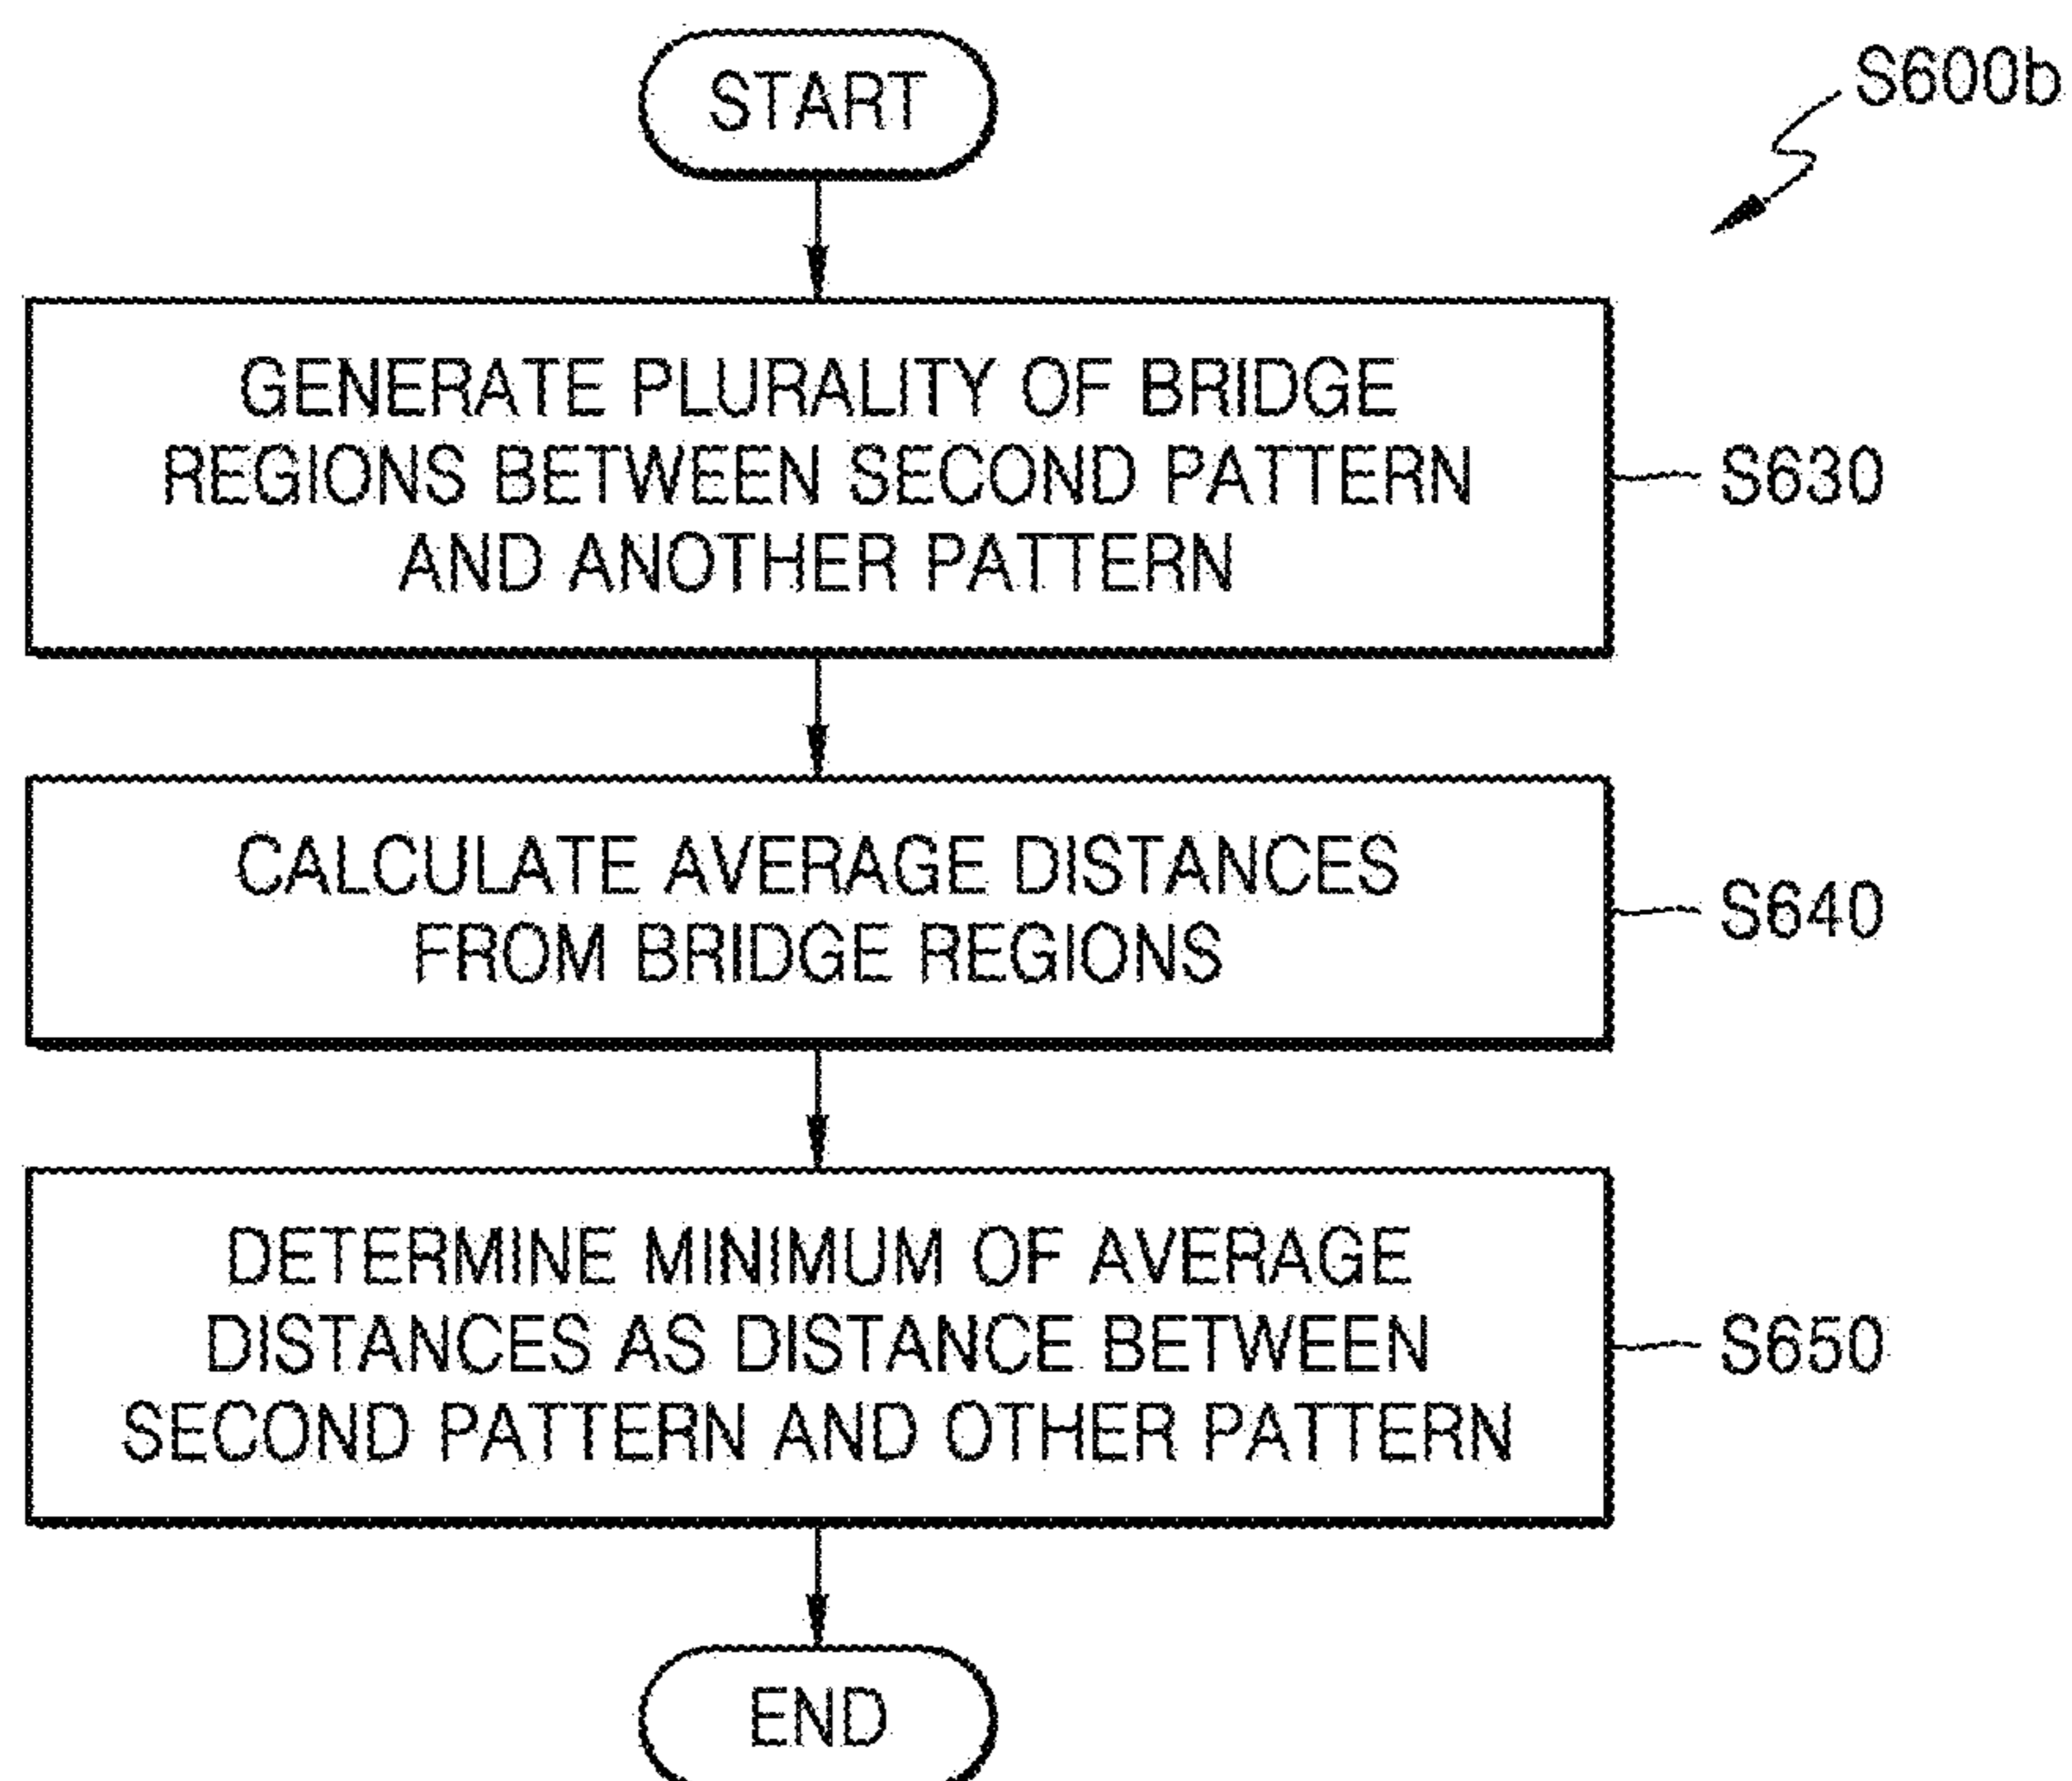 START
S600b
GENERATE PLURALITY OF BRIDGE
REGIONS BETWEEN SECOND PATTERN
AND ANOTHER PATTERN
S630
CALCULATE AVERAGE DISTANCES
FROM BRIDGE REGIONS
S640
DETERMINE MINIMUM OF AVERAGE
DISTANCES AS DISTANCE BETWEEN
SECOND PATTERN AND OTHER PATTERN
S650
END